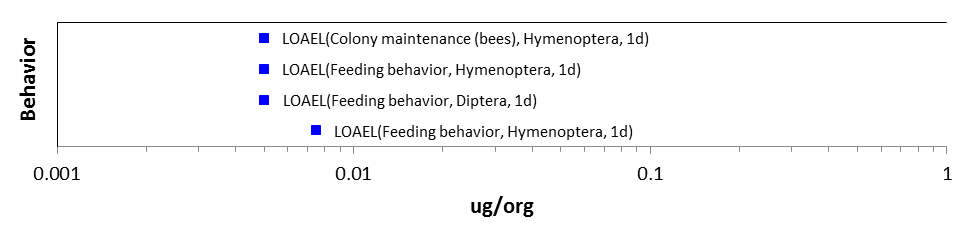 Behavior
LOAEL(Colony maintenance (bees), Hymenoptera, 1d)
LOAEL(Feeding behavior, Hymenoptera, 1d)
LOAEL(Feeding behavior, Diptera, 1d)
LOAEL(Feeding behavior, Hymenoptera, 1d)
0.001 0.01 0.1 1
ug/org